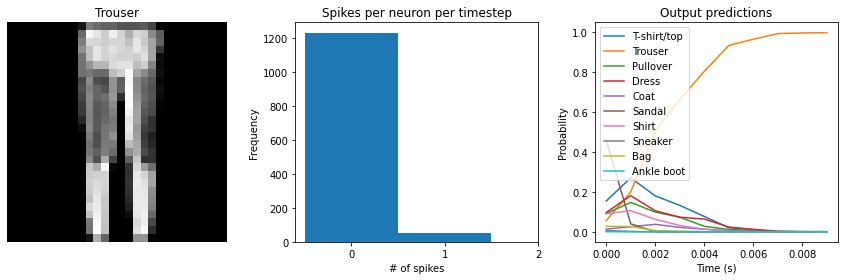 Trouser
Spikes per neuron per timestep
Frequency
1200
1000
800
600
400
200
0
0
1
2
# of spikes
Output predictions
Probability
1.0
0.8
0.6
0.4
0.2
0.0
T-shirt/top
Trouser
Pullover
Dress
Coat
Sandal
Shirt
Sneaker
Bag
Ankle boot
0.000
0.002
0.004
0.006
0.008
Time (s)